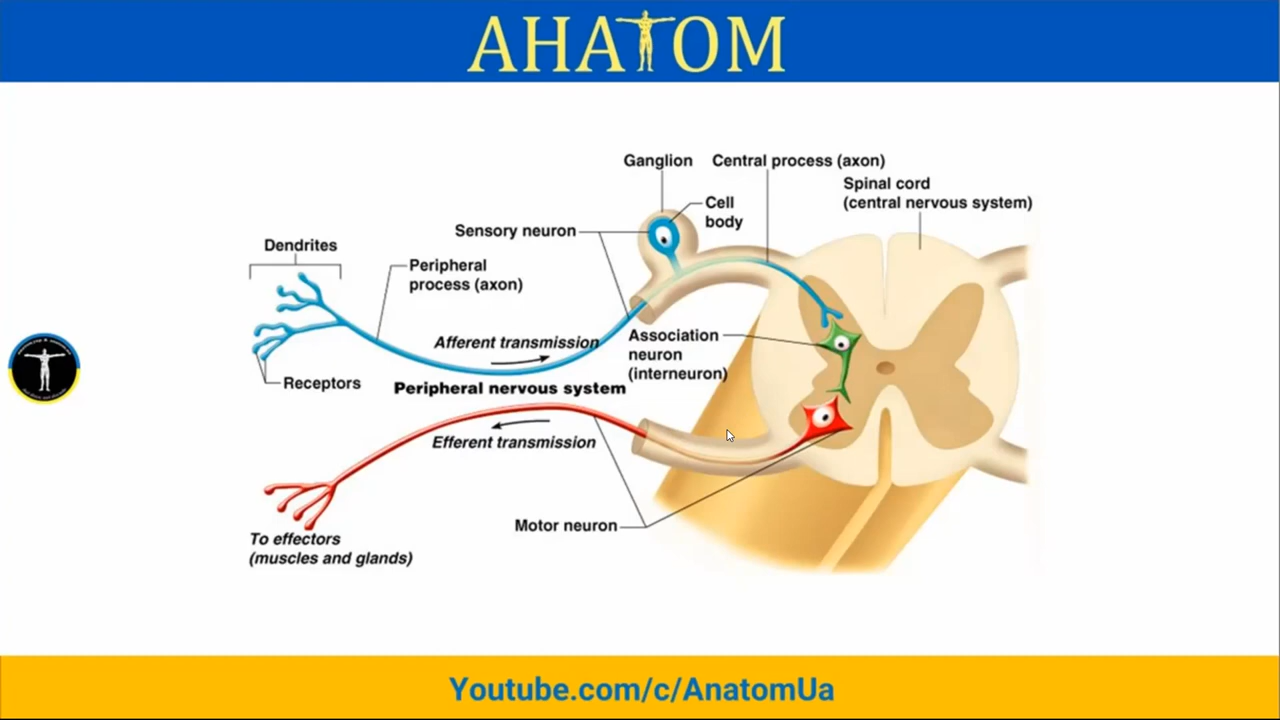 AHATOM
Ganglion
Central process (axon)
Spinal cord
(central nervous system)
Cell
body
Sensory neuron
Dendrites
Peripheral
process (axon)
Afferent transmission
Association
neuron
(interneuron)
Receptors
Peripheral nervous system
Efferent transmission
Motor neuron
To effectors
(muscles and glands)
Youtube.com/c/AnatomUa